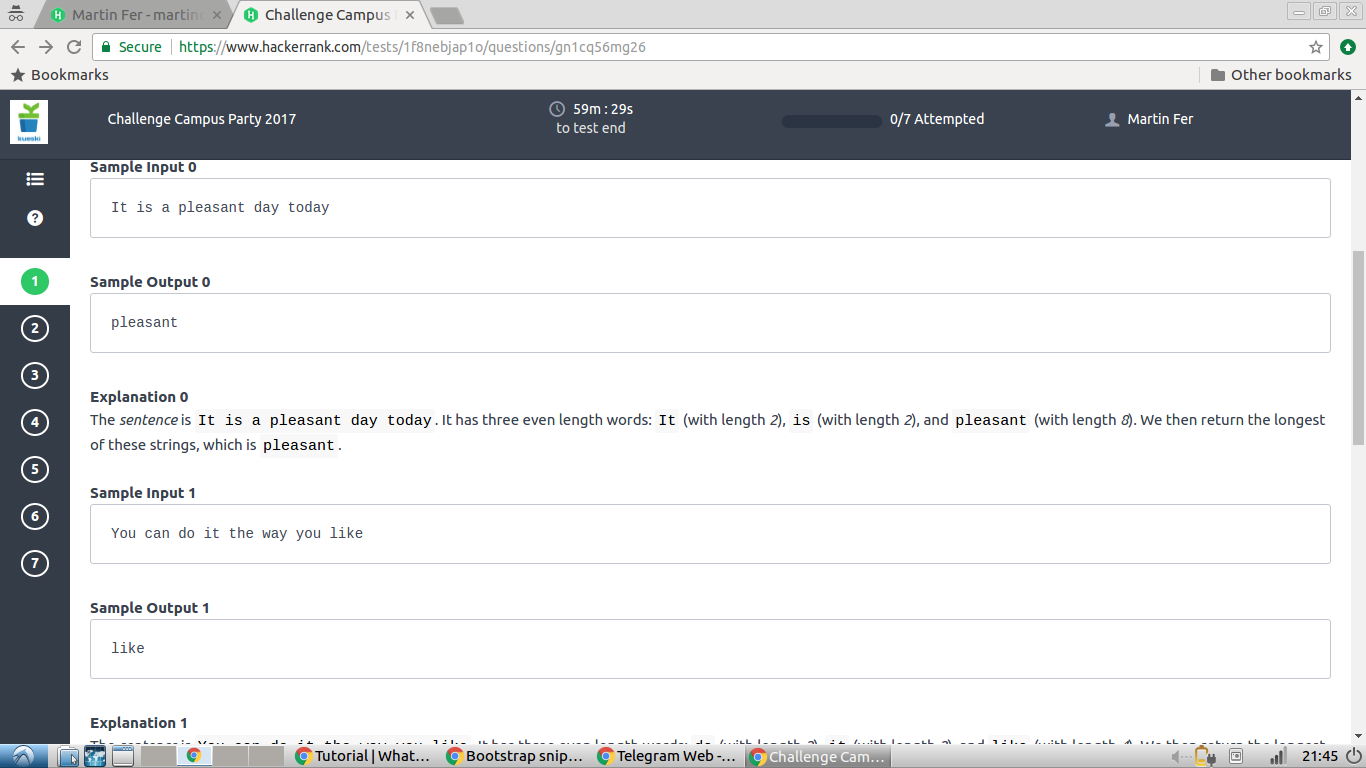 Martin Fer - martin
Challenge Campus
Secure
https://www.hackerrank.com/tests/1f8nebjap1o/questions/gn1cq56mg26
Bookmarks
Other bookmarks
kueski
Challenge Campus Party 2017
59m : 29s
to test end
0/7 Attempted
Martin Fer
Sample Input 0
It is a pleasant day today
Sample Output 0
pleasant
Explanation 0
The sentence is It is a pleasant day today. It has three even length words: It (with length 2), is (with length 2), and pleasant (with length 8). We then return the longest
of these strings, which is pleasant.
Sample Input 1
You can do it the way you like
Sample Output 1
like
Explanation 1
1
2
3
4
5
6
7
Tutorial | What...
Bootstrap snip...
Telegram Web -...
Challenge Cam...
21:45